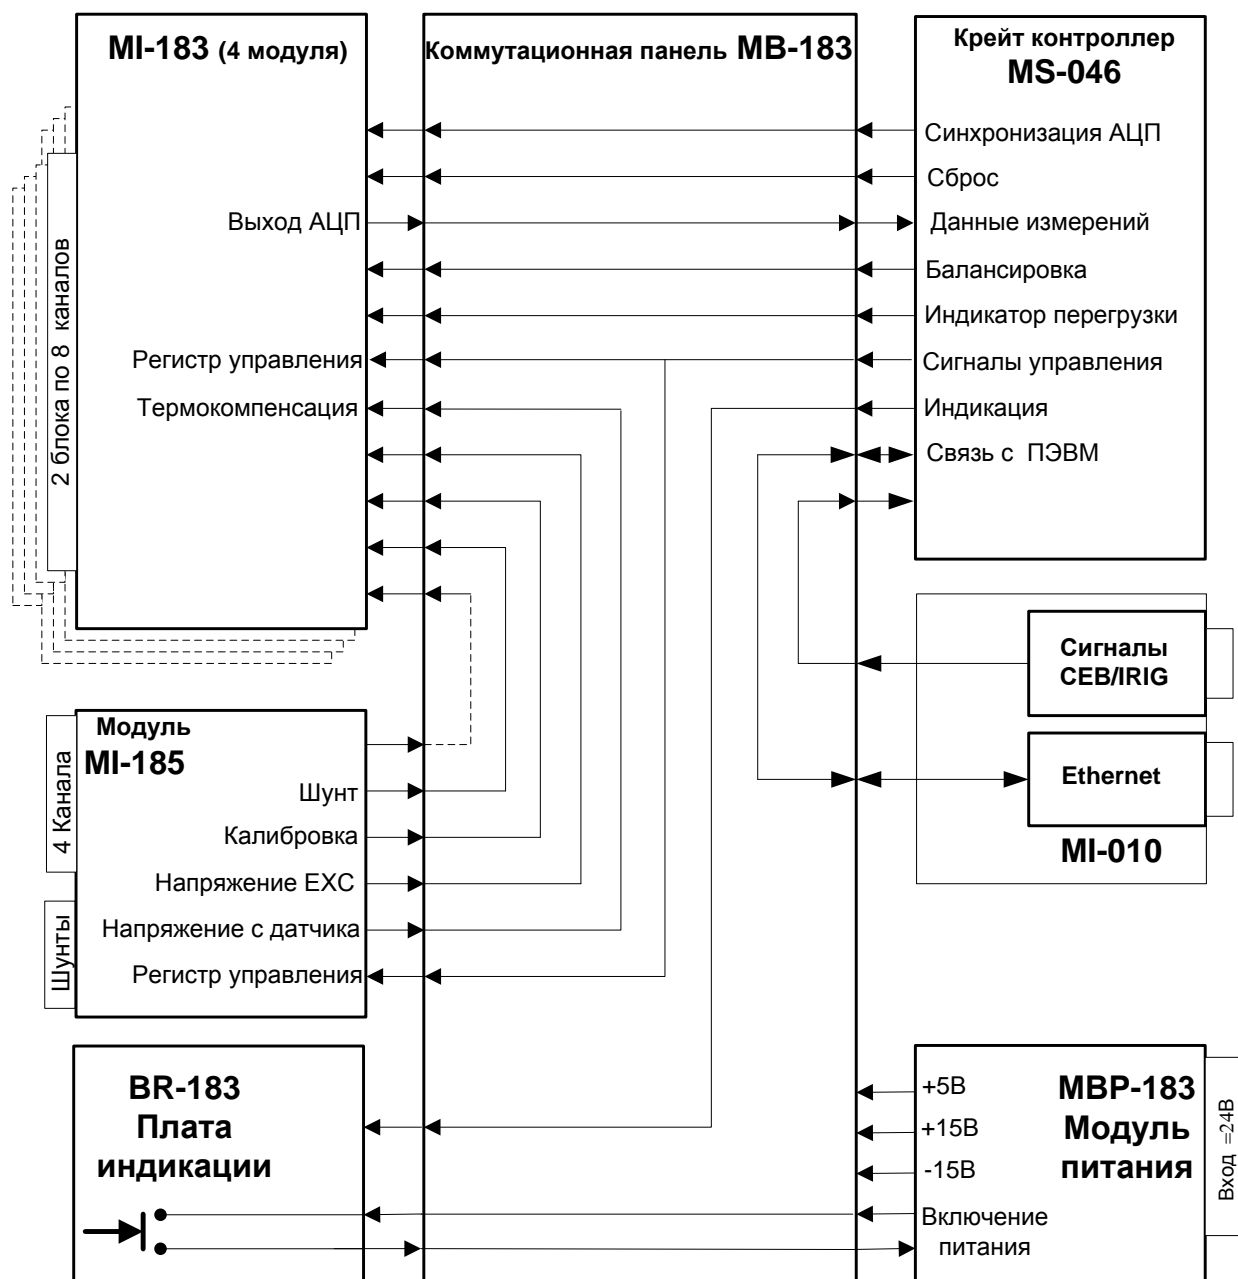 MI-183 (4 модуля)
2 блока по 8 каналов
Выход АЦП
Регистр управления
Термокомпенсация
Коммутационная панель MB-183
Крейт контроллер
MS-046
Синхронизация АЦП
Сброс
Данные измерений
Балансировка
Индикатор перегрузки
Сигналы управления
Индикация
Связь с ПЭВМ
Сигналы
СЕВ/IRIG
Ethernet
MI-010
Модуль
MI-185
4 Канала
Шунты
Шунт
Калибровка
Напряжение EXC
Напряжение с датчика
Регистр управления
BR-183
Плата
индикации
+5В
+15В
-15В
Включение
питания
MBP-183
Модуль
питания
Вход =24В